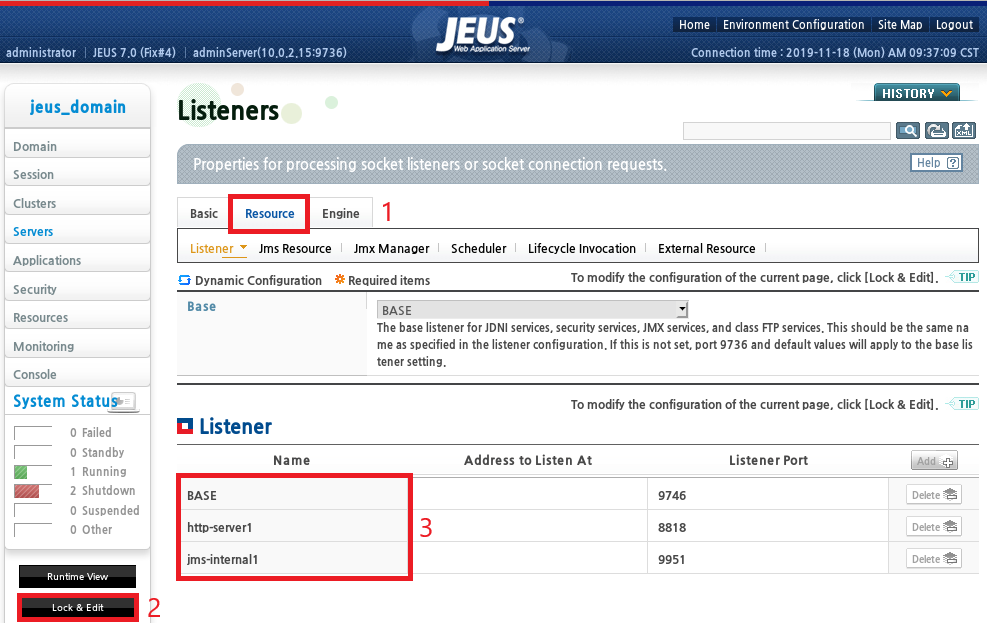 JEUS®
Web Application Server
Home Environment Configuration Site Map Logout
administrator JEUS 7.0 (Fix#4) adminServer(10.0.2.15:9736)
Connection time : 2019-11-18 (Mon) AM 09:37:09 CST
jeus_domain
Domain
Session
Clusters
Servers
Applications
Security
Resources
Monitoring
Console
System Status
0 Failed
0 Standby
1 Running
2 Shutdown
0 Suspended
0 Other
Runtime View
Lock & Edit
2
Listeners
HISTORY
XML
Properties for processing socket listeners or socket connection requests.
Help ?
Basic Resource Engine
1
Listener Jms Resource Jmx Manager Scheduler Lifecycle Invocation External Resource
Dynamic Configuration Required items
To modify the configuration of the current page, click [Lock & Edit]. TIP
Base
BASE
The base listener for JDNI services, security services, JMX services, and class FTP services. This should be the same na
me as specified in the listener configuration. If this is not set, port 9736 and default values will apply to the base lis
tener setting.
To modify the configuration of the current page, click [Lock & Edit]. TIP
Listener
Name Address to Listen At Listener Port Add
BASE 9746 Delete
http-server1 8818 Delete
3
jms-internal1 9951 Delete